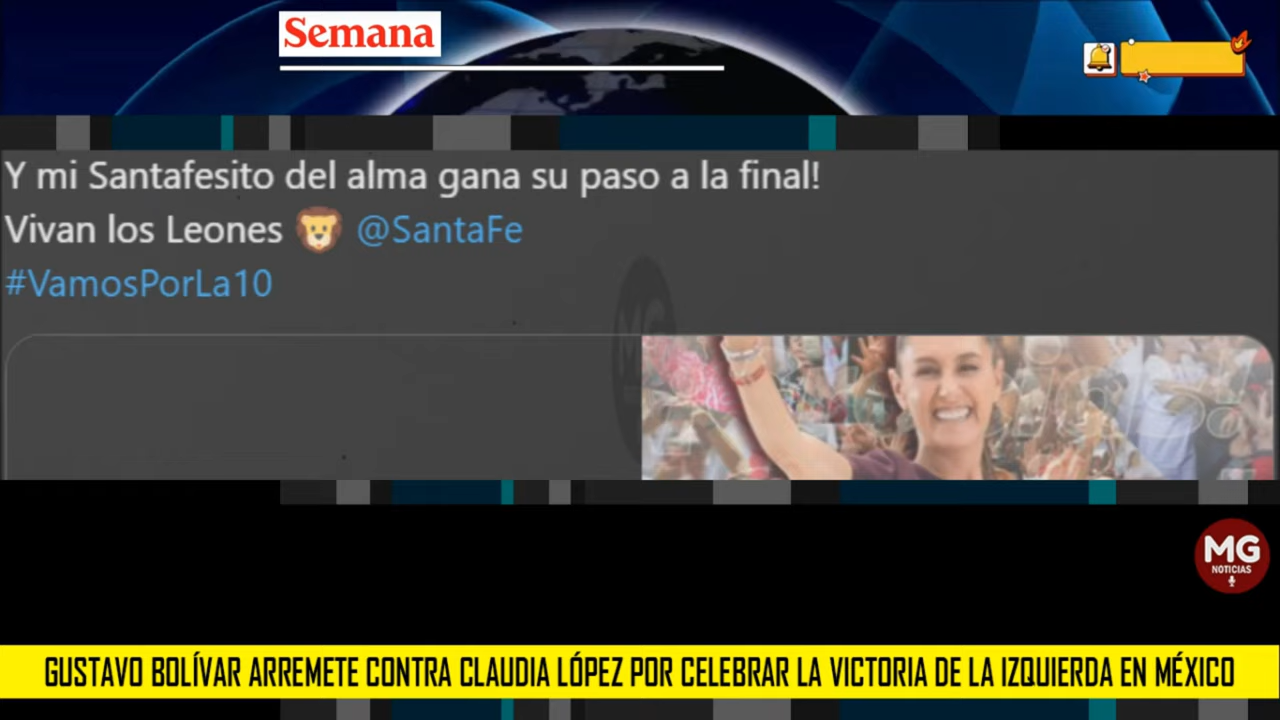 Semana
Y mi Santafesito del alma gana su paso a la final!
Vivan los Leones 🦁 @SantaFe
#VamosPorLa10
MG
MG
NOTICIAS
GUSTAVO BOLÍVAR ARREMETE CONTRA CLAUDIA LÓPEZ POR CELEBRAR LA VICTORIA DE LA IZQUIERDA EN MÉXICO